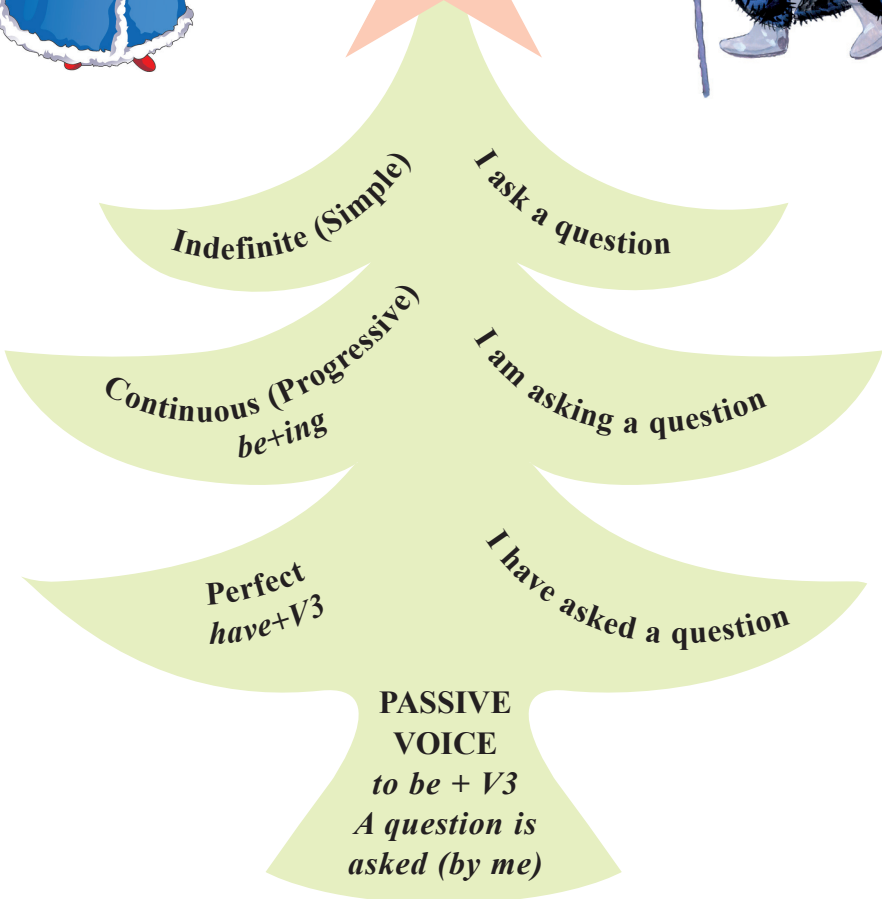 Indefinite (Simple)
I ask a question
Continuous (Progressive)
be+ing
I am asking a question
Perfect
have+V3
I have asked a question
PASSIVE
VOICE
to be + V3
A question is
asked (by me)